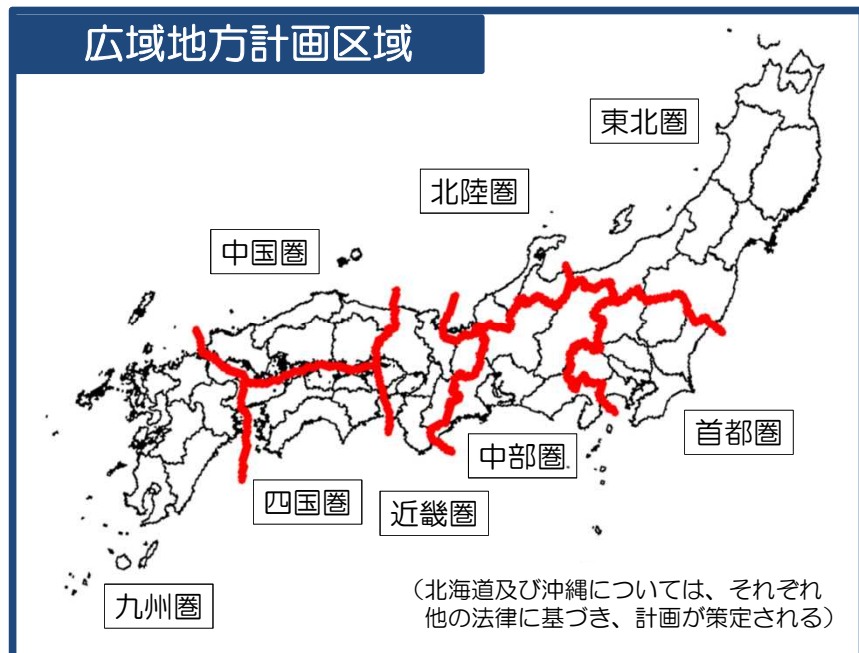 広域地方計画区域
東北圏
北陸圏
中国圏
首都圏
中部圏
四国圏
近畿圏
九州圏
（北海道及び沖縄については、それぞれ
他の法律に基づき、計画が策定される）